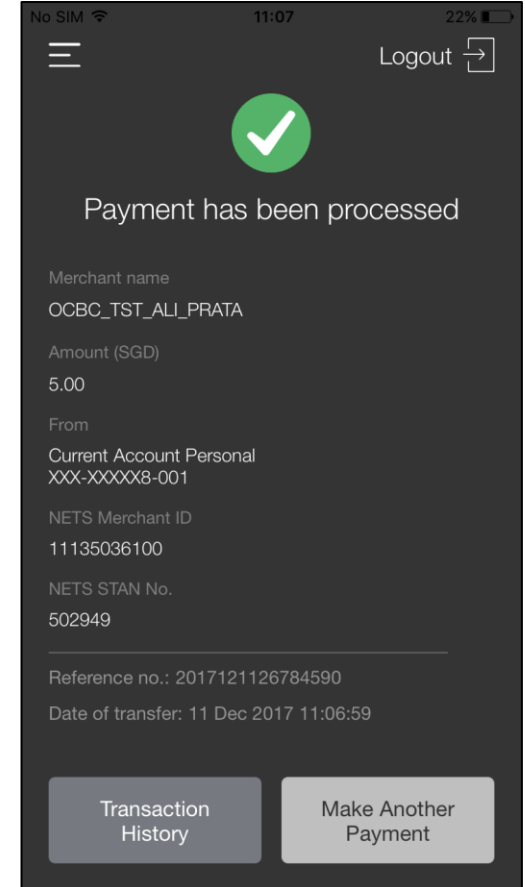 No SIM 11:07 22%
Logout
Payment has been processed
Merchant name
OCBC_TST_ALI_PRATA
Amount (SGD)
5.00
From
Current Account Personal
XXX-XXXXX8-001
NETS Merchant ID
11135036100
NETS STAN No.
502949
Reference no.: 2017121126784590
Date of transfer: 11 Dec 2017 11:06:59
Transaction
History
Make Another
Payment